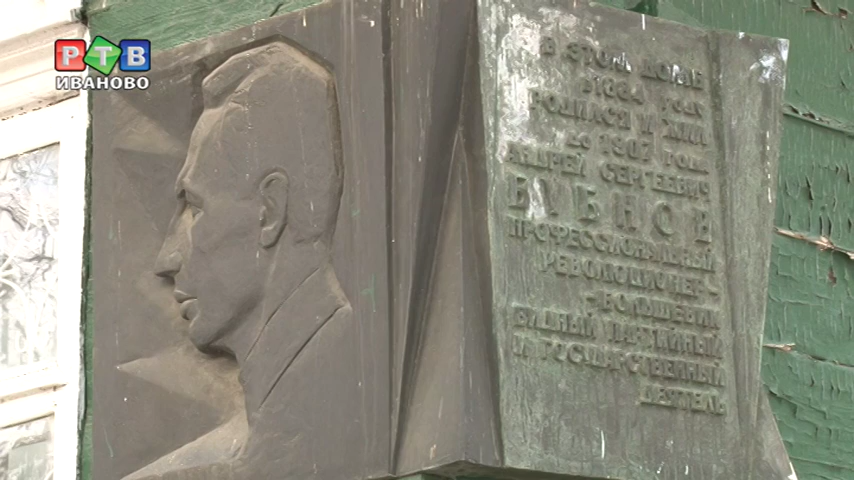 РТВ
ИВАНОВО
В ЭТОМ ДОМЕ
В 1884 ГОДУ
РОДИЛСЯ И ЖИЛ
ДО 1907 ГОДА
АНДРЕЙ СЕРГЕЕВИЧ
БУБНОВ
ПРОФЕССИОНАЛЬНЫЙ
РЕВОЛЮЦИОНЕР -
- БОЛЬШЕВИК
ВИДНЫЙ ПАРТИЙНЫЙ
И ГОСУДАРСТВЕННЫЙ
ДЕЯТЕЛЬ